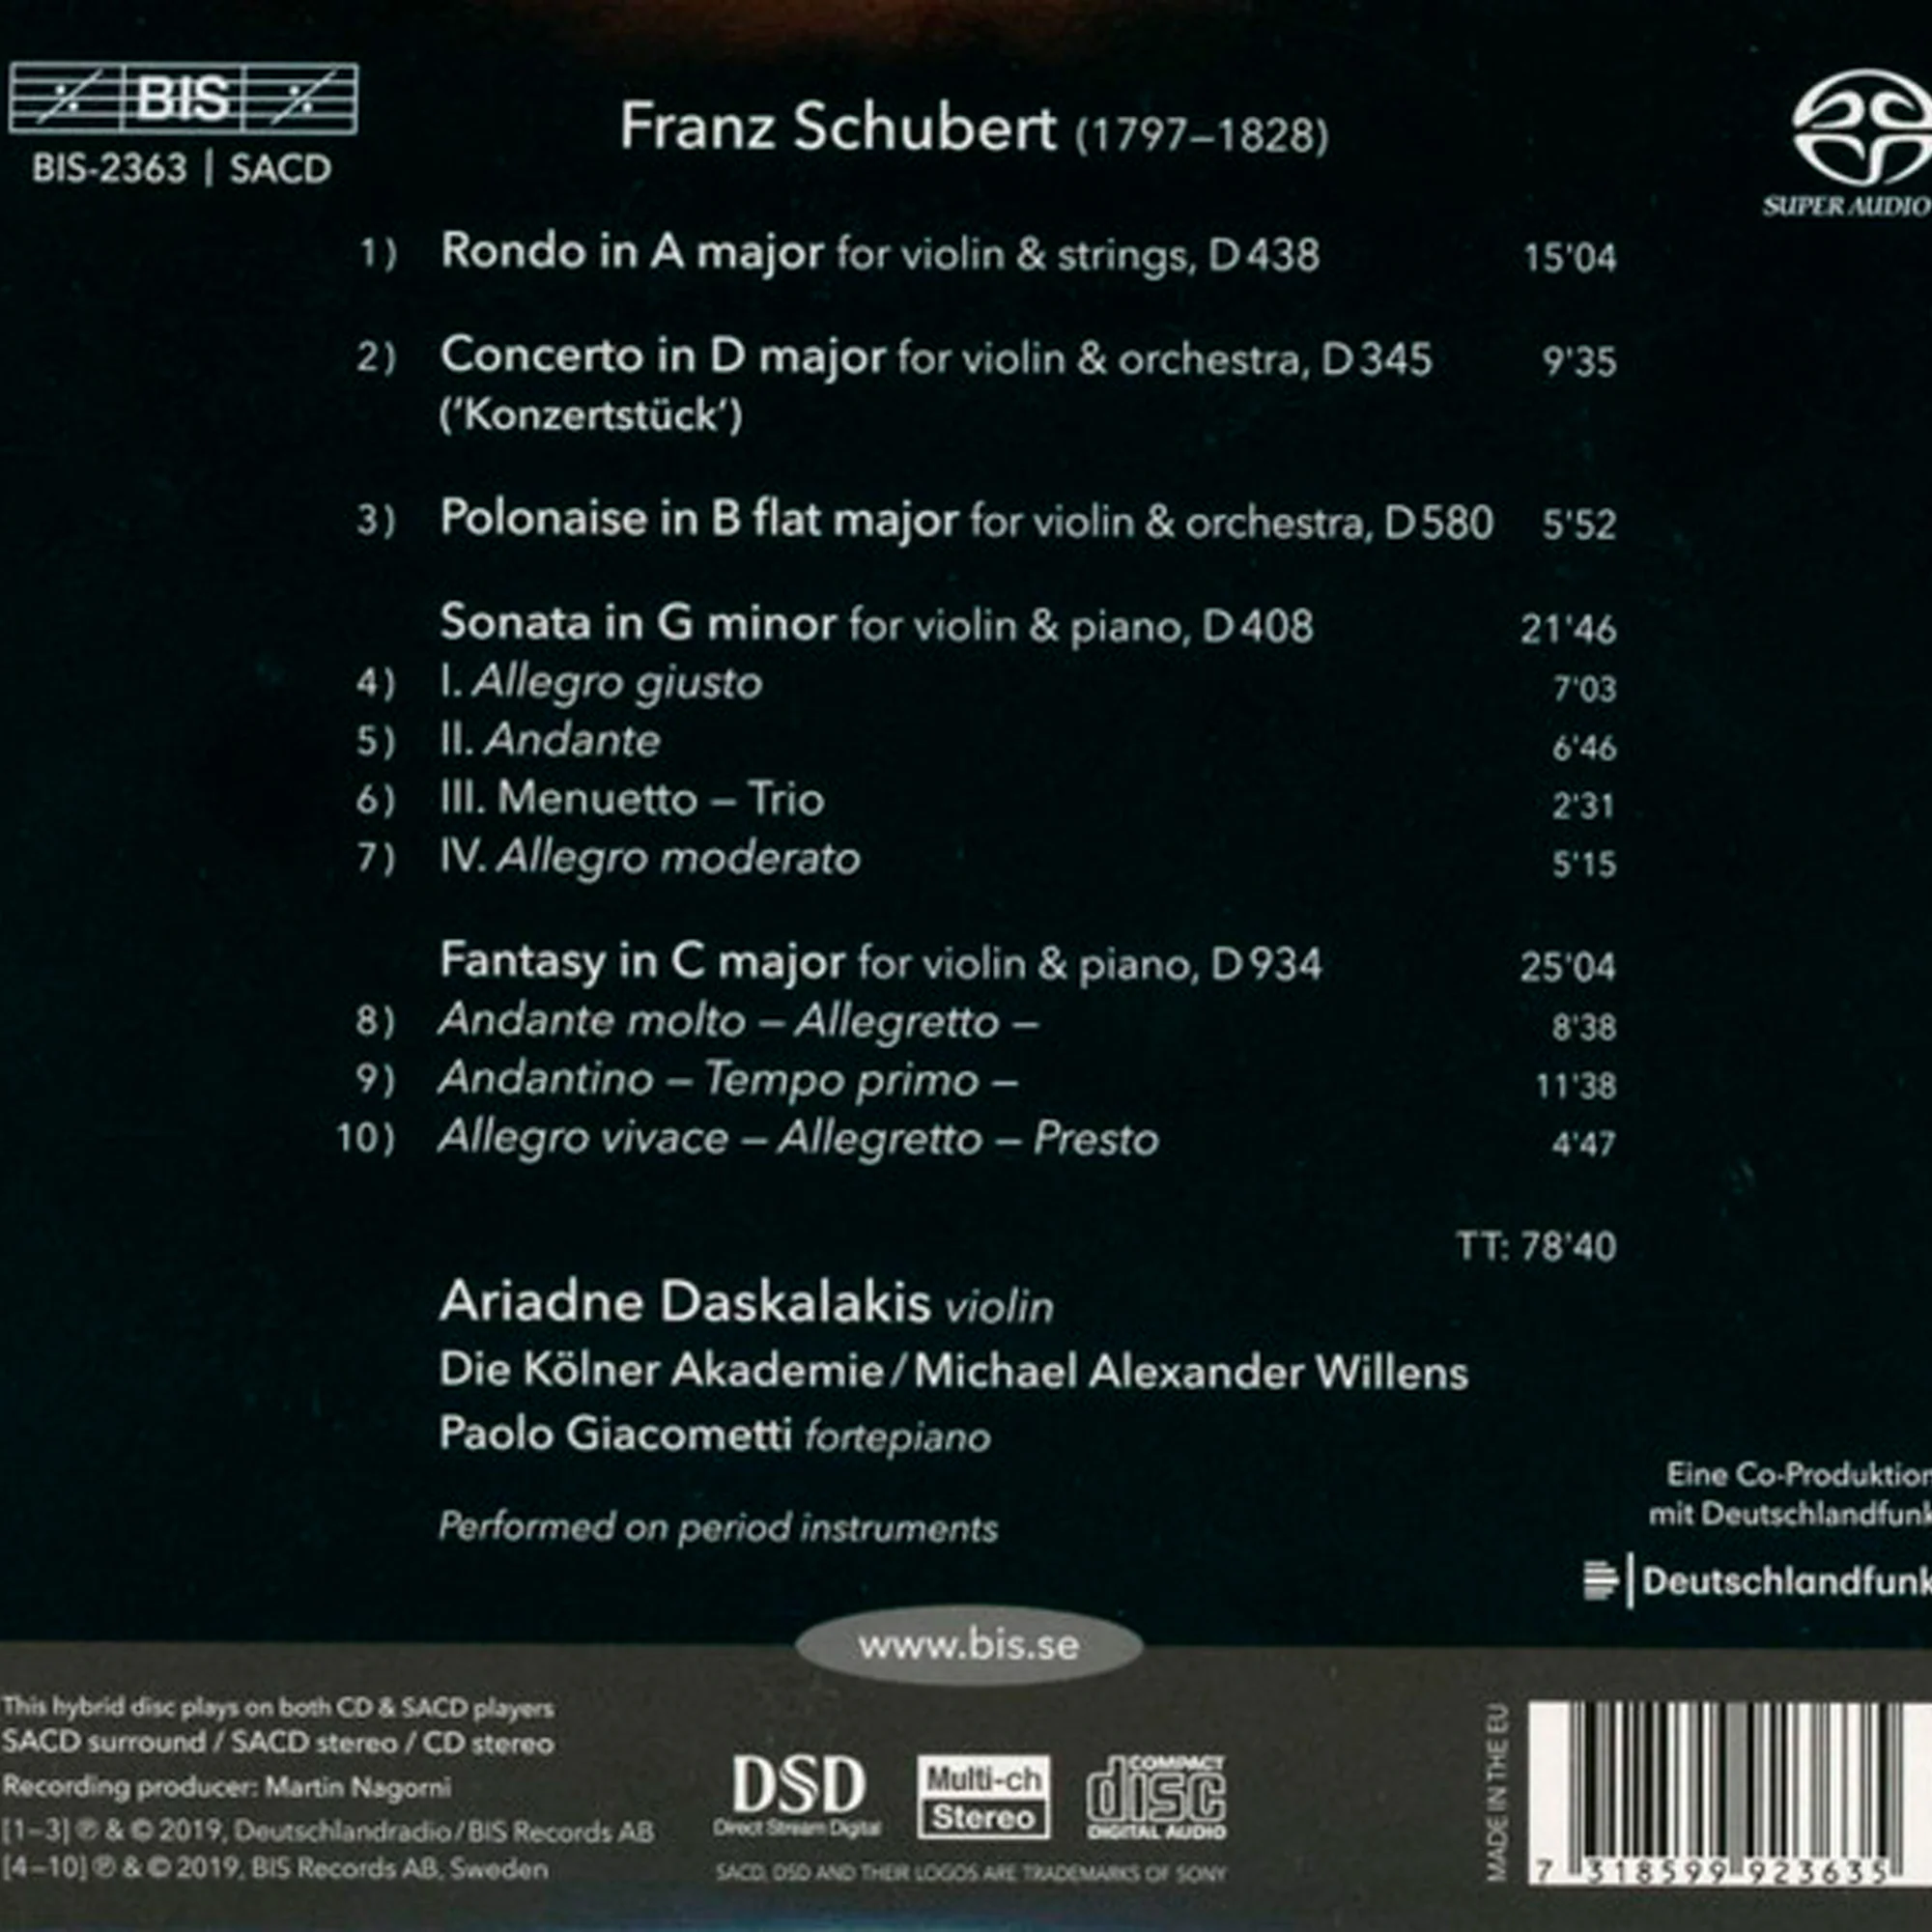 BIS
BIS-2363 | SACD
Franz Schubert (1797–1828)
SUPER AUDIO
1) Rondo in A major for violin & strings, D 438 15'04
2) Concerto in D major for violin & orchestra, D 345 9'35
('Konzertstück')
3) Polonaise in B flat major for violin & orchestra, D 580 5'52
Sonata in G minor for violin & piano, D 408 21'46
4) I. Allegro giusto 7'03
5) II. Andante 6'46
6) III. Menuetto – Trio 2'31
7) IV. Allegro moderato 5'15
Fantasy in C major for violin & piano, D 934 25'04
8) Andante molto – Allegretto – 8'38
9) Andantino – Tempo primo – 11'38
10) Allegro vivace – Allegretto – Presto 4'47
TT: 78'40
Ariadne Daskalakis violin
Die Kölner Akademie / Michael Alexander Willens
Paolo Giacometti fortepiano
Performed on period instruments
Eine Co-Produktion
mit Deutschlandfunk
Deutschlandfunk
www.bis.se
This hybrid disc plays on both CD & SACD players
SACD surround / SACD stereo / CD stereo
Recording producer: Martin Nagorni
[1–3] ℗ & © 2019, Deutschlandradio / BIS Records AB
[4–10] ℗ & © 2019, BIS Records AB, Sweden
DSD
Direct Stream Digital
Multi-ch
Stereo
COMPACT
disc
DIGITAL AUDIO
SACD, DSD AND THEIR LOGOS ARE TRADEMARKS OF SONY
MADE IN THE EU
7 318599 923635